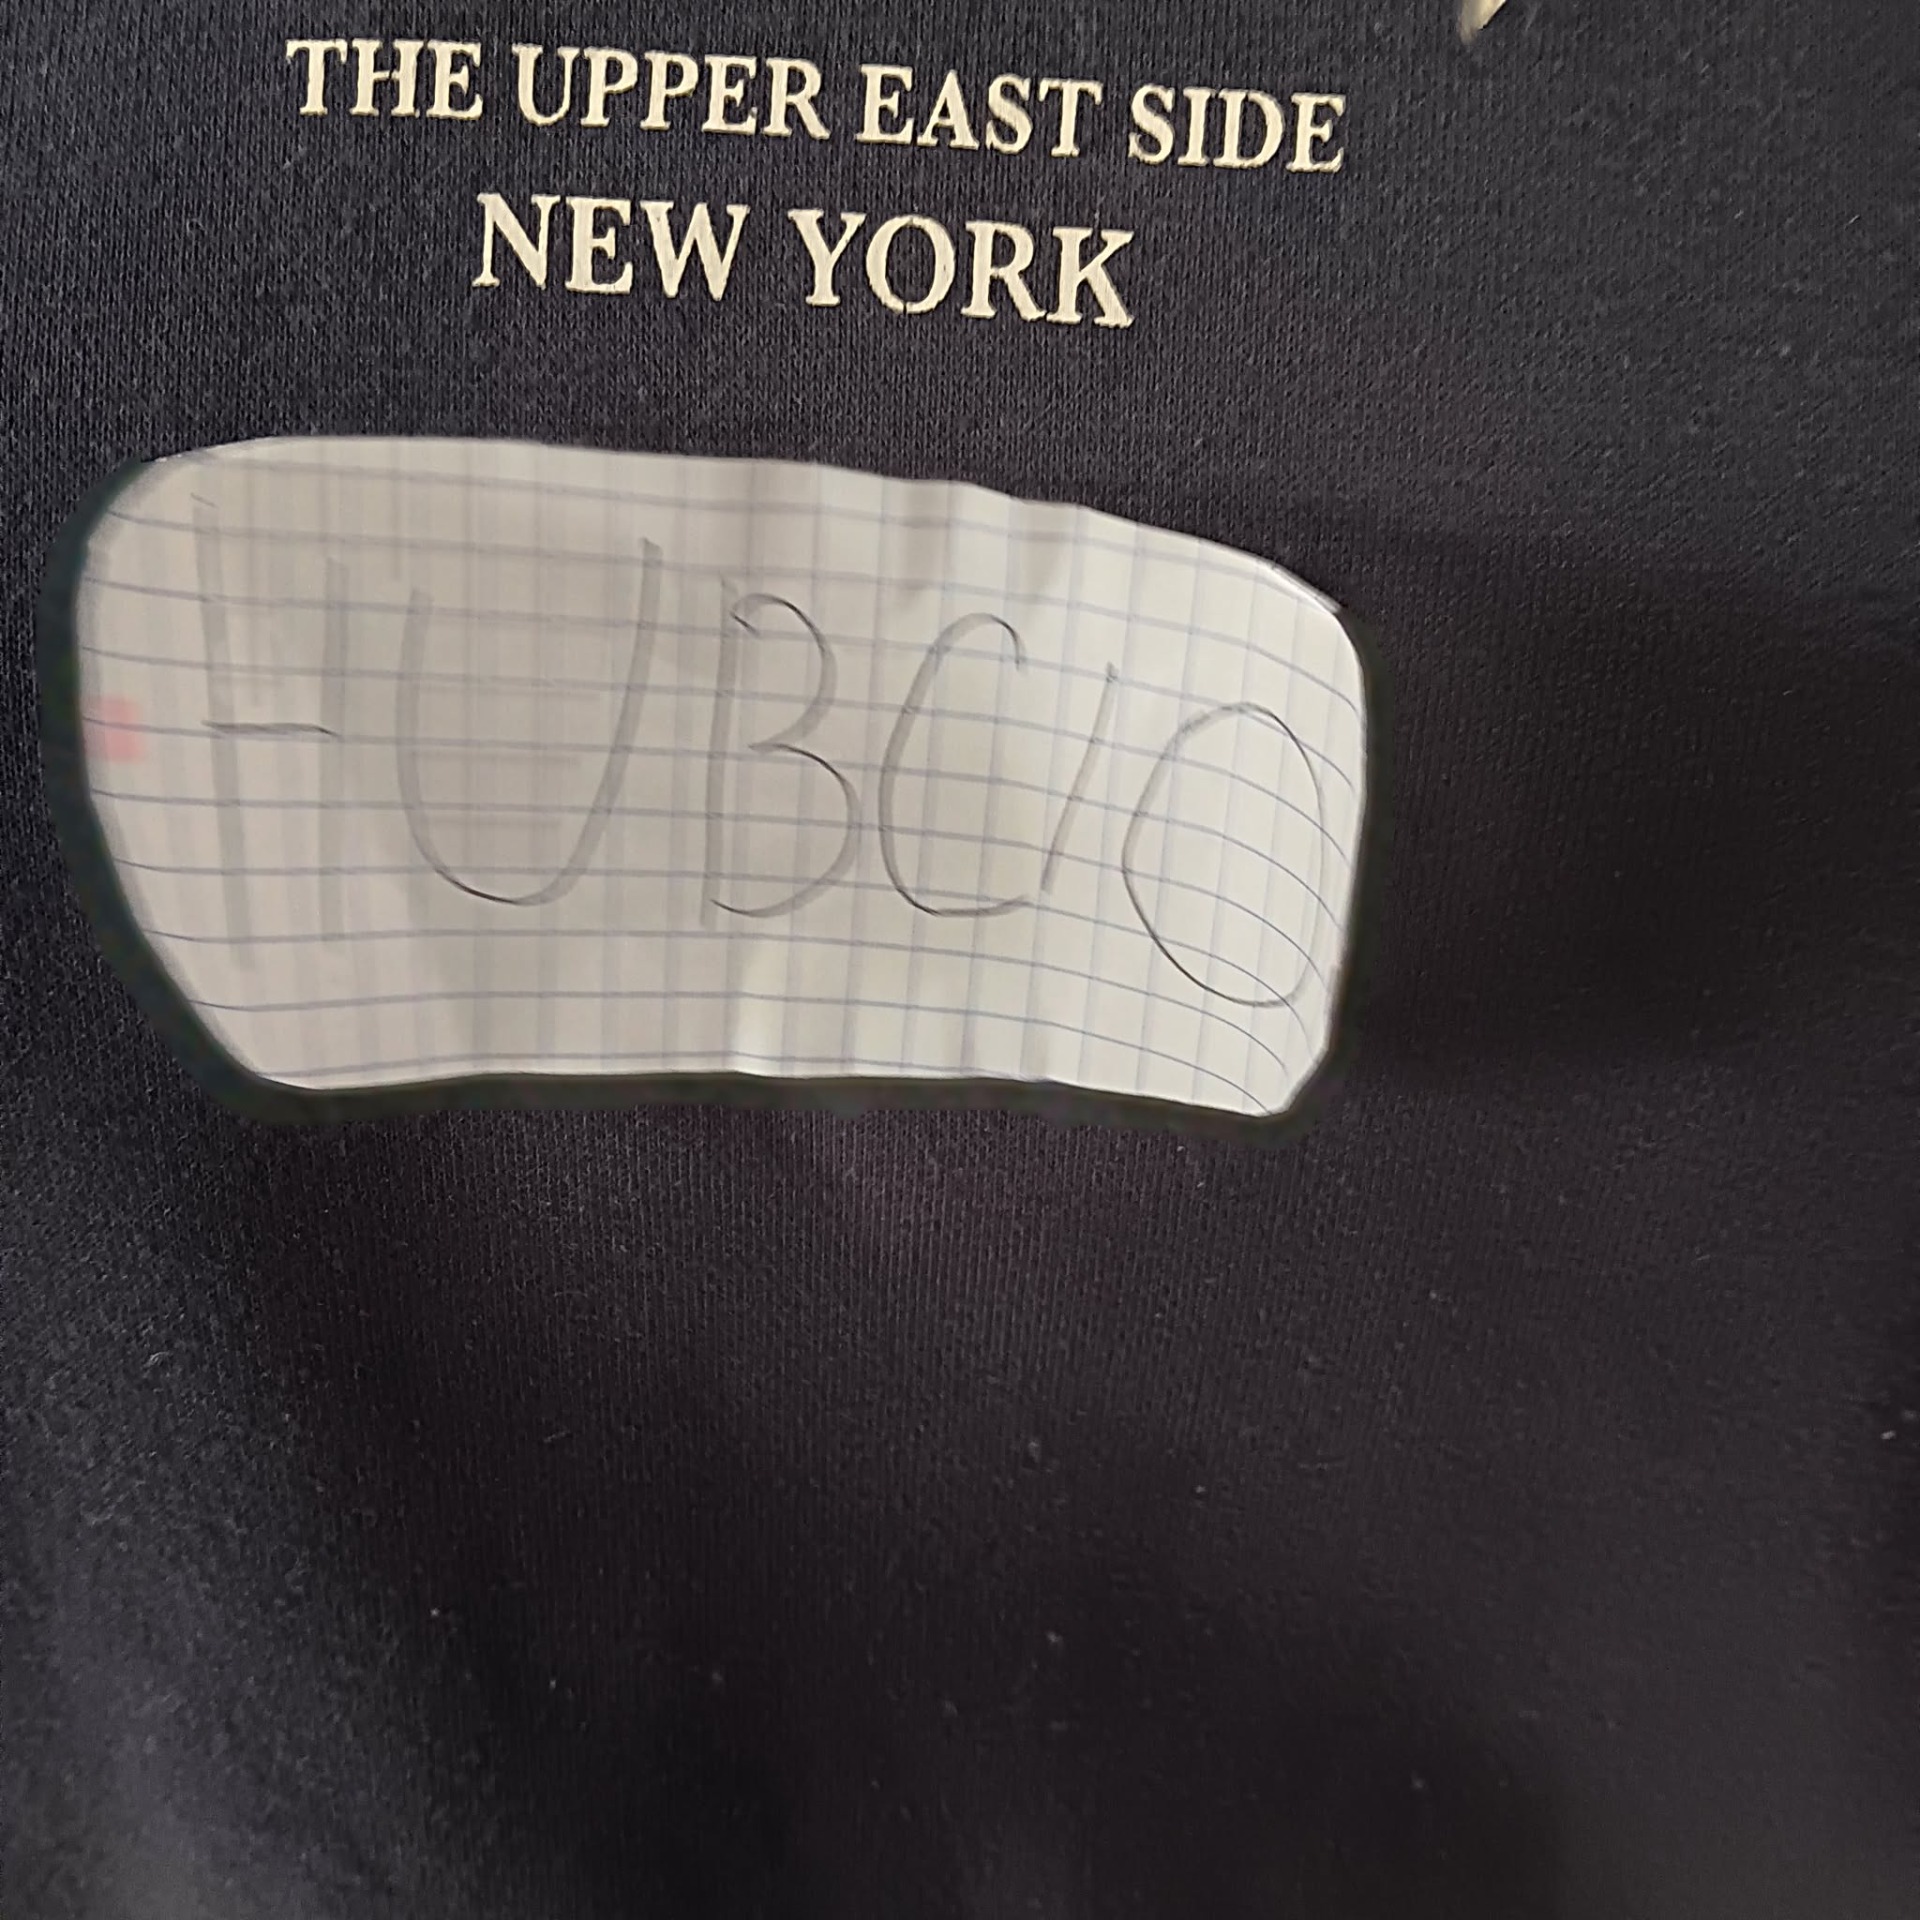 THE UPPER EAST SIDE
NEW YORK
HUBCIO